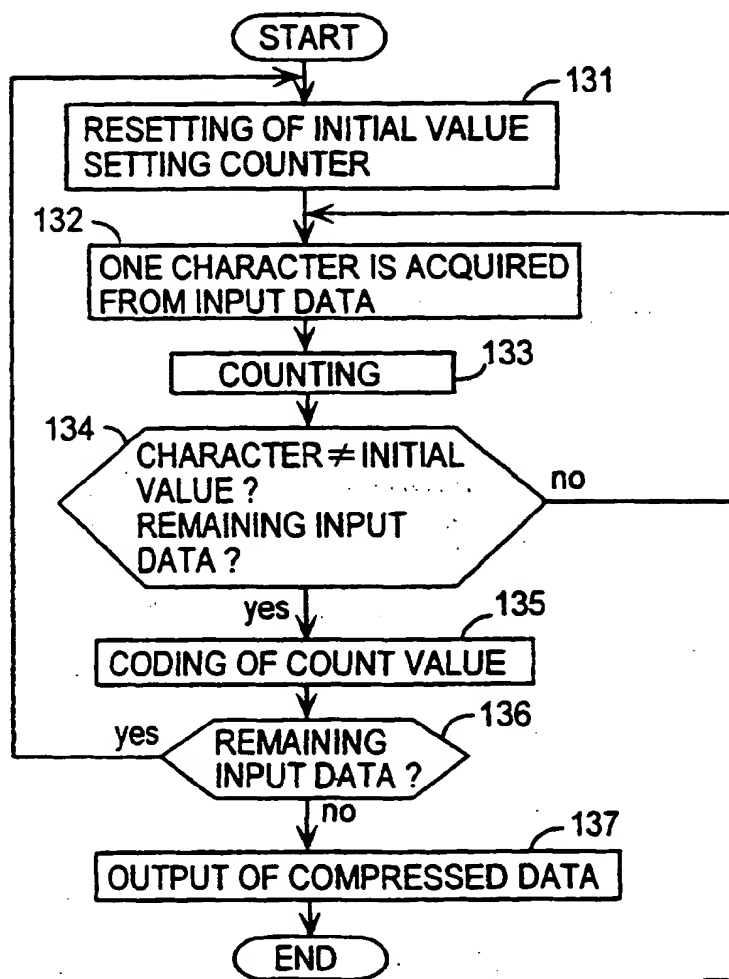 START
131
RESETTING OF INITIAL VALUE
SETTING COUNTER
132
ONE CHARACTER IS ACQUIRED
FROM INPUT DATA
COUNTING
133
134
CHARACTER≠INITIAL
VALUE ?
REMAINING INPUT
DATA ?
no
yes
135
CODING OF COUNT VALUE
136
yes
REMAINING
INPUT DATA ?
no
137
OUTPUT OF COMPRESSED DATA
END